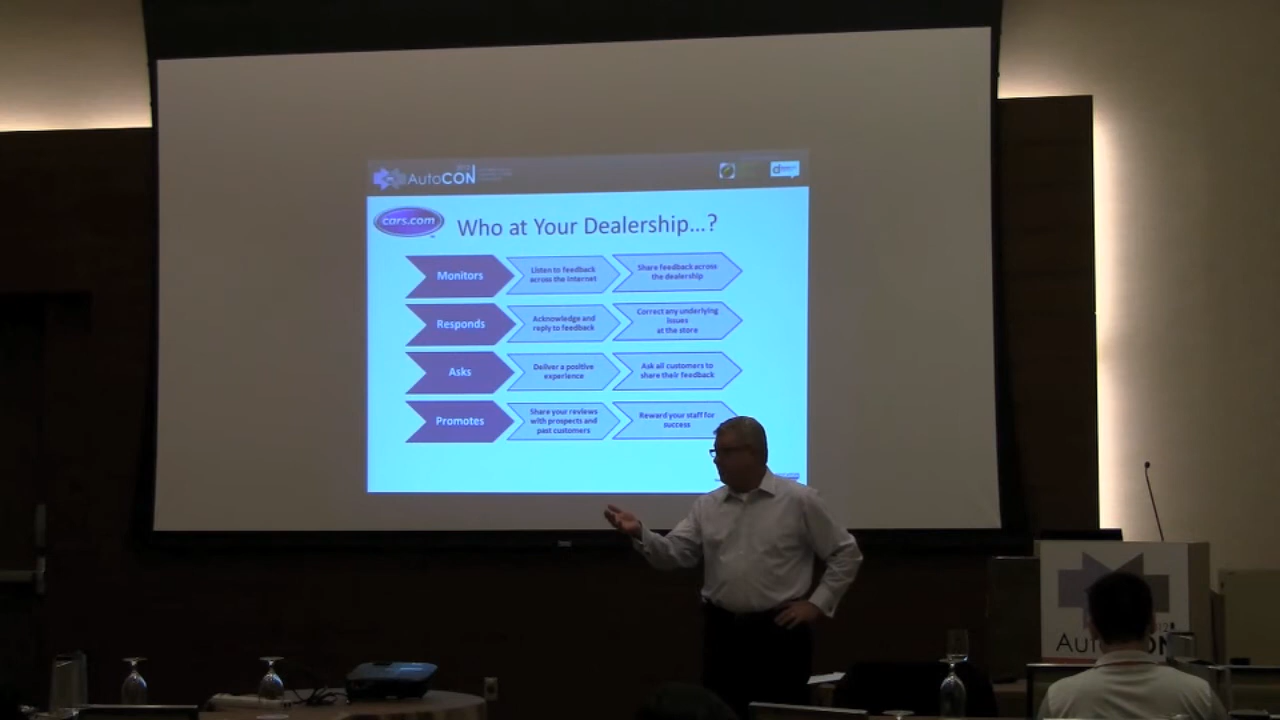 2012
AutoCON
cars.com
Who at Your Dealership...?
Monitors
Listen to feedback
across the Internet
Share feedback across
the dealership
Responds
Acknowledge and
reply to feedback
Correct any underlying
issues
at the store
Asks
Deliver a positive
experience
Ask all customers to
share their feedback
Promotes
Share your reviews
with prospects and
past customers
Reward your staff for
success